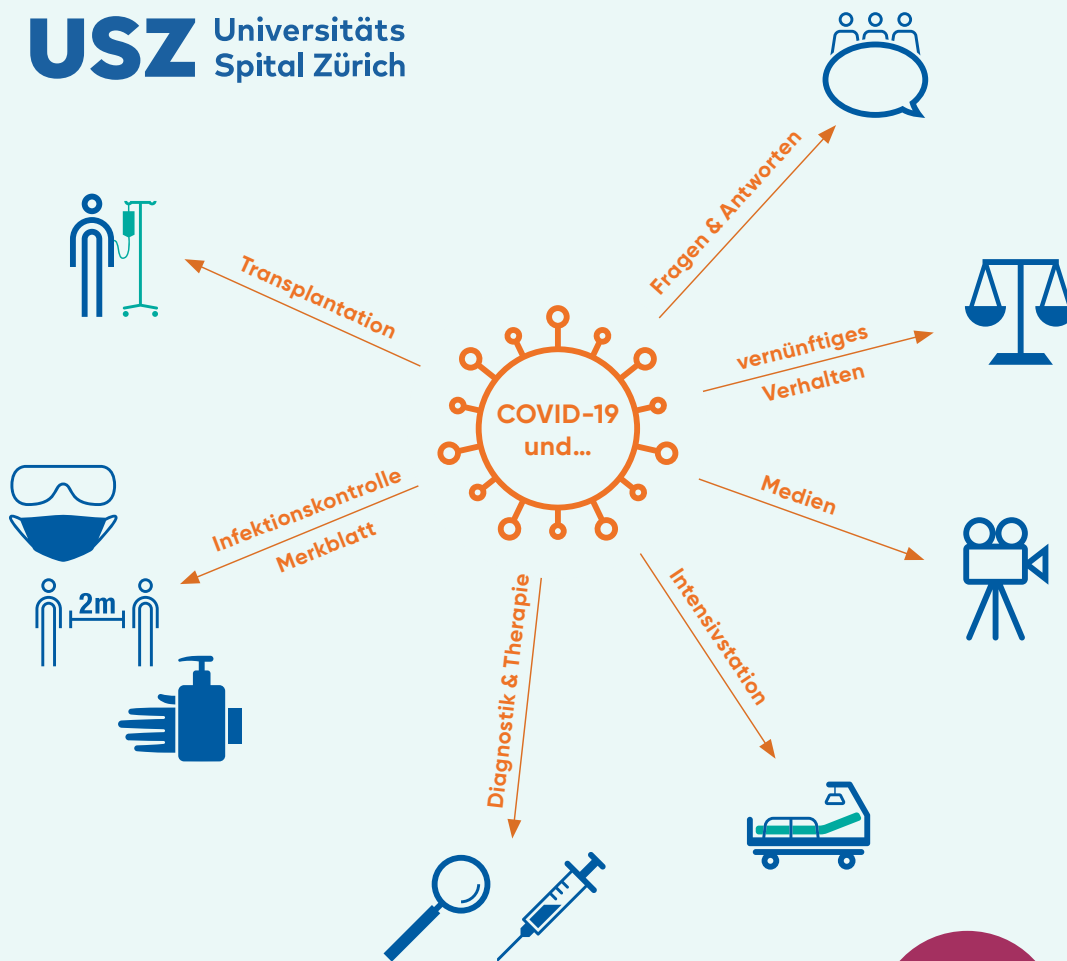 USZ Universitäts
Spital Zürich
Fragen & Antworten
Transplantation
vernünftiges
Verhalten
COVID-19
und...
Medien
Infektionskontrolle
Merkblatt
2m
Intensivstation
Diagnostik & Therapie